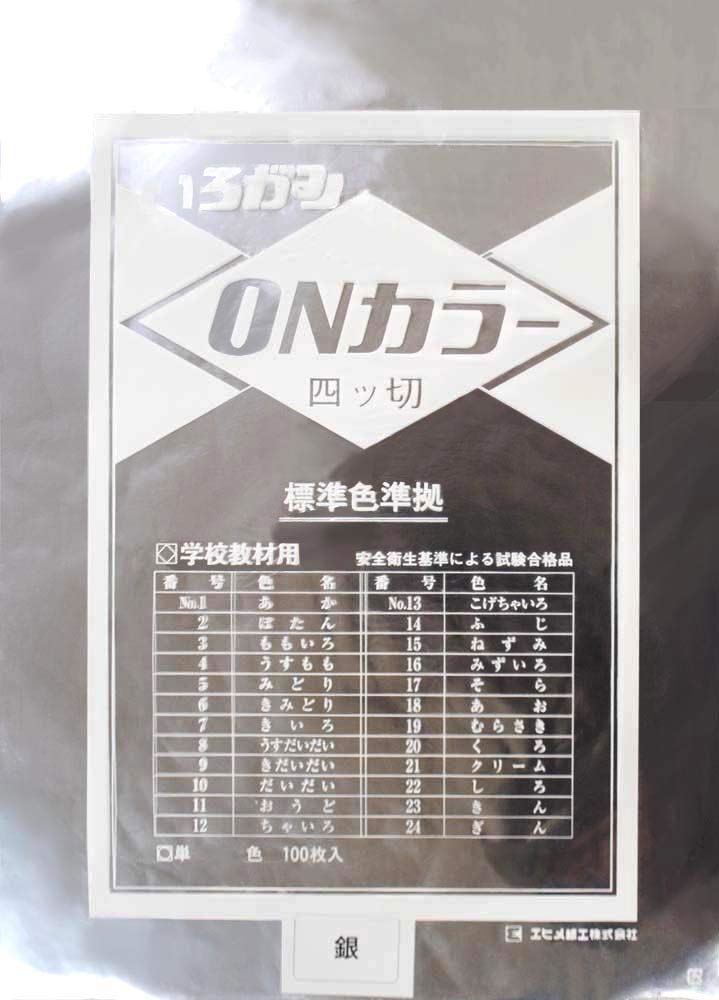 いろがみ
ONカラー
四ッ切
標準色準拠
学校教材用 安全衛生基準による試験合格品
番号 色名 番号 色名
No.1 あか No.13 こげちゃいろ
2 ぼたん 14 ふじ
3 ももいろ 15 ねずみ
4 うすもも 16 みずいろ
5 みどり 17 そら
6 きみどり 18 あお
7 きいろ 19 むらさき
8 うすだいだい 20 くろ
9 きだいだい 21 クリーム
10 だいだい 22 しろ
11 おうど 23 きん
12 ちゃいろ 24 ぎん
単色 100枚入
エヒメ紙工株式会社
銀